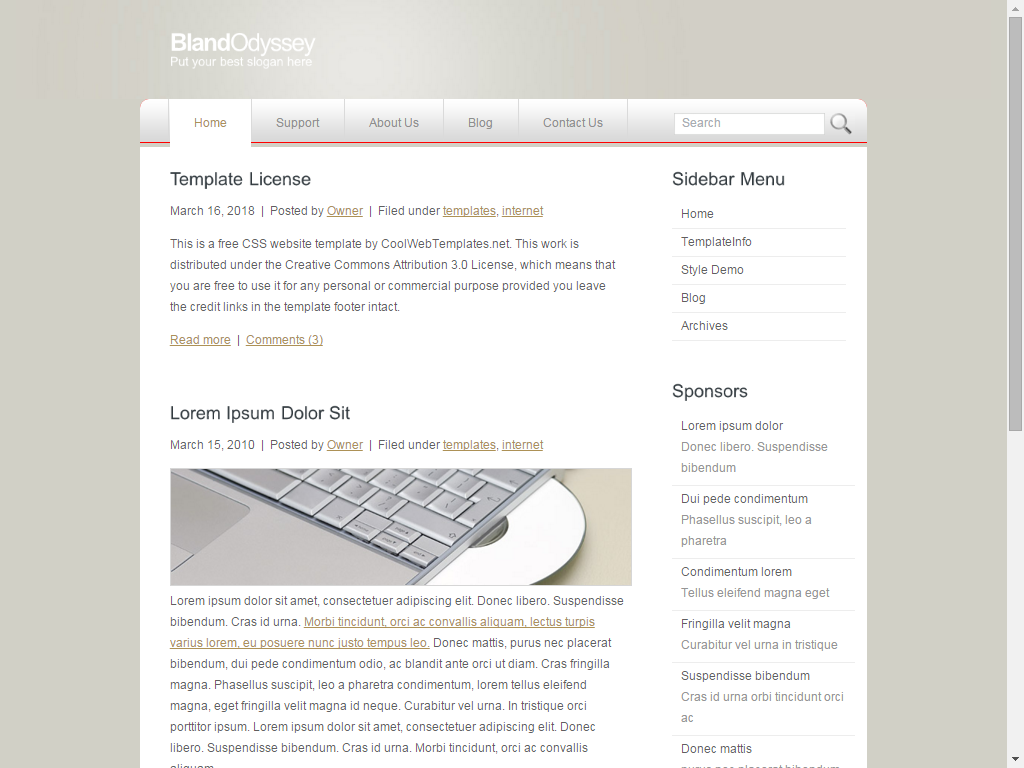 BlandOdyssey
Put your best slogan here
Home
Support
About Us
Blog
Contact Us
Search
Template License
March 16, 2018 | Posted by Owner | Filed under templates, internet
This is a free CSS website template by CoolWebTemplates.net. This work is
distributed under the Creative Commons Attribution 3.0 License, which means that
you are free to use it for any personal or commercial purpose provided you leave
the credit links in the template footer intact.
Read more | Comments (3)
Lorem Ipsum Dolor Sit
March 15, 2010 | Posted by Owner | Filed under templates, internet
Lorem ipsum dolor sit amet, consectetuer adipiscing elit. Donec libero. Suspendisse
bibendum. Cras id urna. Morbi tincidunt, orci ac convallis aliquam, lectus turpis
varius lorem, eu posuere nunc justo tempus leo. Donec mattis, purus nec placerat
bibendum, dui pede condimentum odio, ac blandit ante orci ut diam. Cras fringilla
magna. Phasellus suscipit, leo a pharetra condimentum, lorem tellus eleifend
magna, eget fringilla velit magna id neque. Curabitur vel urna. In tristique orci
porttitor ipsum. Lorem ipsum dolor sit amet, consectetuer adipiscing elit. Donec
libero. Suspendisse bibendum. Cras id urna. Morbi tincidunt, orci ac convallis
aliquam
Sidebar Menu
Home
TemplateInfo
Style Demo
Blog
Archives
Sponsors
Lorem ipsum dolor
Donec libero. Suspendisse
bibendum
Dui pede condimentum
Phasellus suscipit, leo a
pharetra
Condimentum lorem
Tellus eleifend magna eget
Fringilla velit magna
Curabitur vel urna in tristique
Suspendisse bibendum
Cras id urna orbi tincidunt orci
ac
Donec mattis
purus nec placerat bibendum